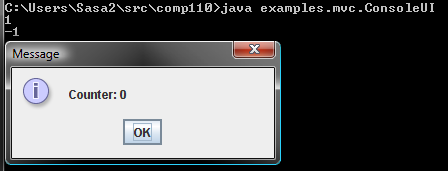 C:\Users\Sasa2\src\comp110>java examples.mvc.ConsoleUI
1
-1
Message
Counter: 0
OK